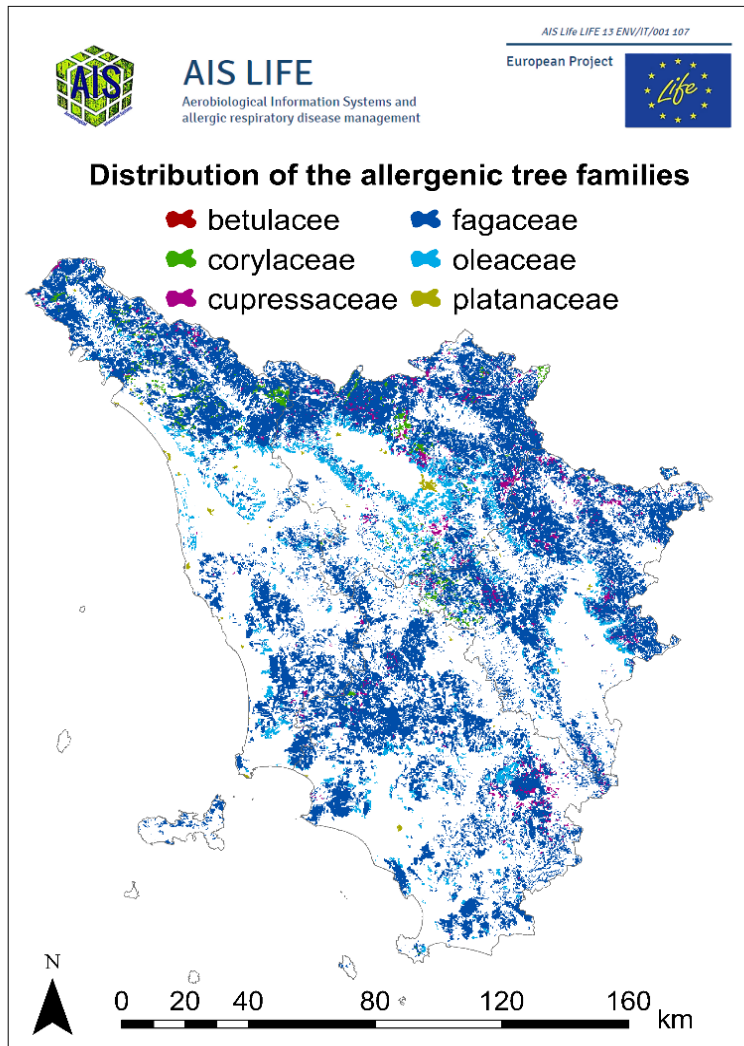 AIS Life LIFE 13 ENV/IT/001 107
European Project
Life
AIS
AIS LIFE
Aerobiological Information Systems and
allergic respiratory disease management
Distribution of the allergenic tree families
betulacee
fagaceae
corylaceae
oleaceae
cupressaceae
platanaceae
N
0 20 40 80 120 160
km